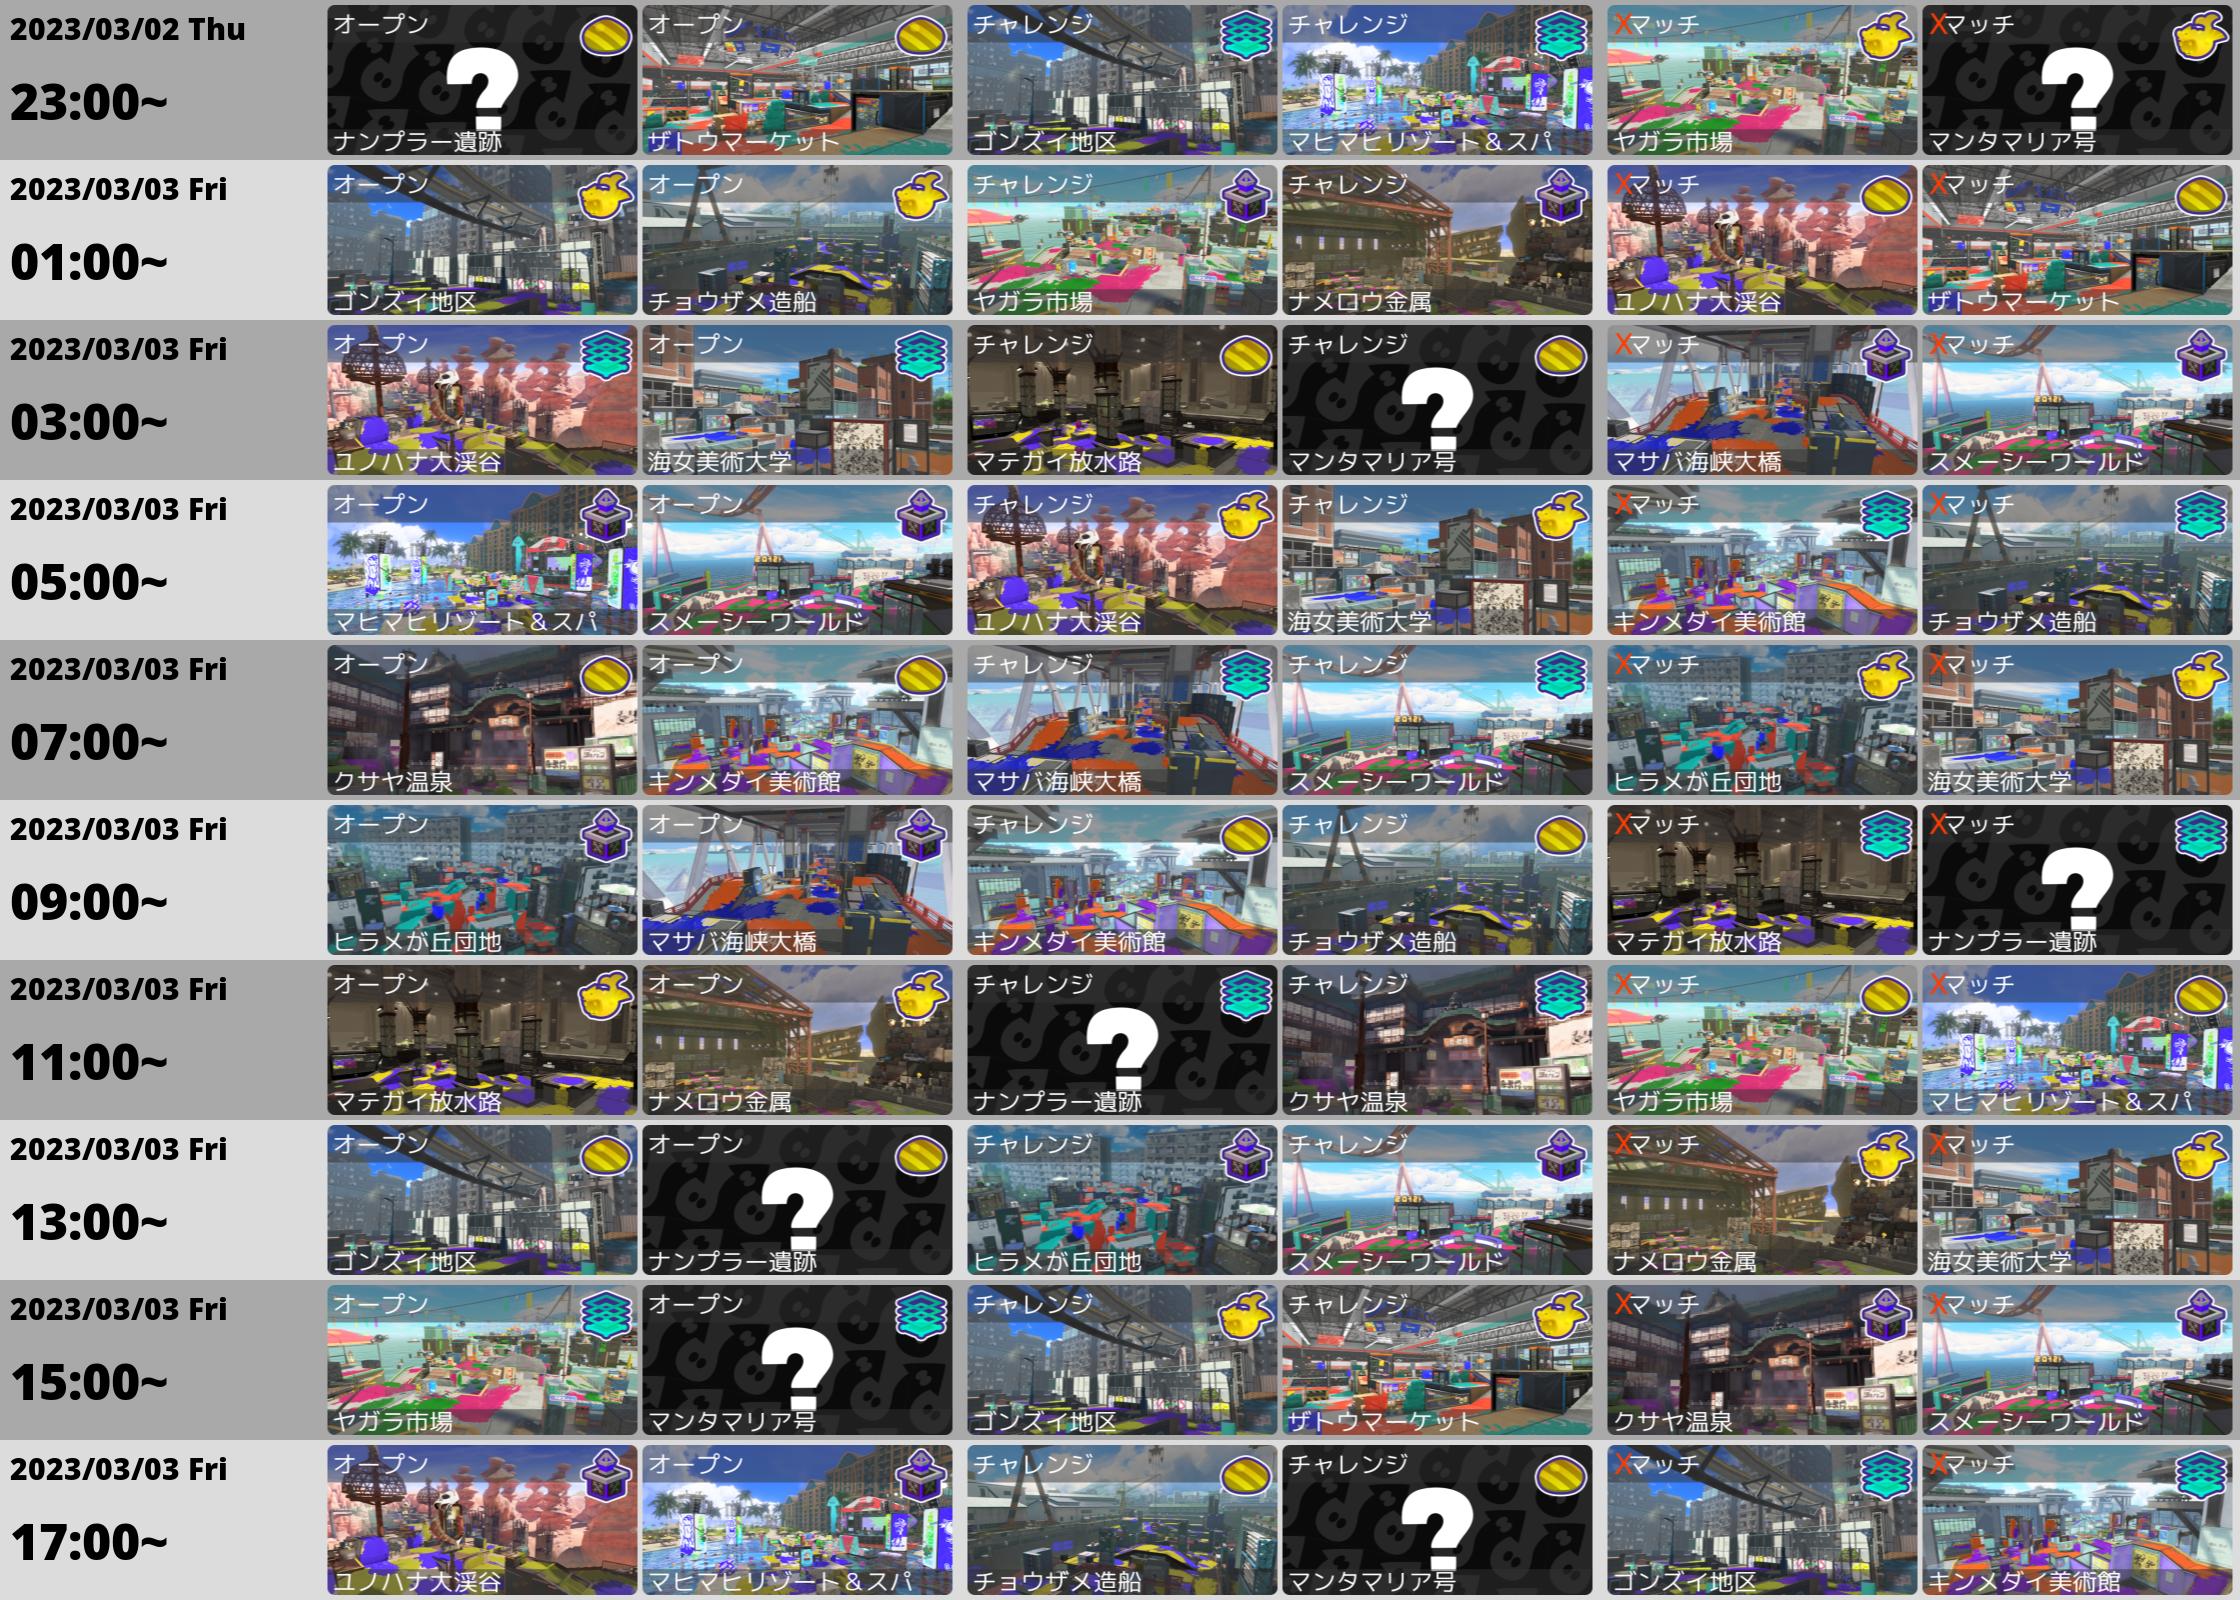 2023/03/02 Thu
23:00~
オープン
ナンプラー遺跡
オープン
ザトウマーケット
チャレンジ
ゴンズイ地区
チャレンジ
マヒマヒリゾート＆スパ
Xマッチ
ヤガラ市場
Xマッチ
マンタマリア号
2023/03/03 Fri
01:00~
オープン
ゴンズイ地区
オープン
チョウザメ造船
チャレンジ
ヤガラ市場
チャレンジ
ナメロウ金属
Xマッチ
ユノハナ大渓谷
Xマッチ
ザトウマーケット
2023/03/03 Fri
03:00~
オープン
ユノハナ大渓谷
オープン
海女美術大学
チャレンジ
マテガイ放水路
チャレンジ
マンタマリア号
Xマッチ
マサバ海峡大橋
Xマッチ
スメーシーワールド
2023/03/03 Fri
05:00~
オープン
マヒマヒリゾート＆スパ
オープン
スメーシーワールド
チャレンジ
ユノハナ大渓谷
チャレンジ
海女美術大学
Xマッチ
キンメダイ美術館
Xマッチ
チョウザメ造船
2023/03/03 Fri
07:00~
オープン
クサヤ温泉
オープン
キンメダイ美術館
チャレンジ
マサバ海峡大橋
チャレンジ
スメーシーワールド
Xマッチ
ヒラメが丘団地
Xマッチ
海女美術大学
2023/03/03 Fri
09:00~
オープン
ヒラメが丘団地
オープン
マサバ海峡大橋
チャレンジ
キンメダイ美術館
チャレンジ
チョウザメ造船
Xマッチ
マテガイ放水路
Xマッチ
ナンプラー遺跡
2023/03/03 Fri
11:00~
オープン
マテガイ放水路
オープン
ナメロウ金属
チャレンジ
ナンプラー遺跡
チャレンジ
クサヤ温泉
Xマッチ
ヤガラ市場
Xマッチ
マヒマヒリゾート＆スパ
2023/03/03 Fri
13:00~
オープン
ゴンズイ地区
オープン
ナンプラー遺跡
チャレンジ
ヒラメが丘団地
チャレンジ
スメーシーワールド
Xマッチ
ナメロウ金属
Xマッチ
海女美術大学
2023/03/03 Fri
15:00~
オープン
ヤガラ市場
オープン
マンタマリア号
チャレンジ
ゴンズイ地区
チャレンジ
ザトウマーケット
Xマッチ
クサヤ温泉
Xマッチ
スメーシーワールド
2023/03/03 Fri
17:00~
オープン
ユノハナ大渓谷
オープン
マヒマヒリゾート＆スパ
チャレンジ
チョウザメ造船
チャレンジ
マンタマリア号
Xマッチ
ゴンズイ地区
Xマッチ
キンメダイ美術館